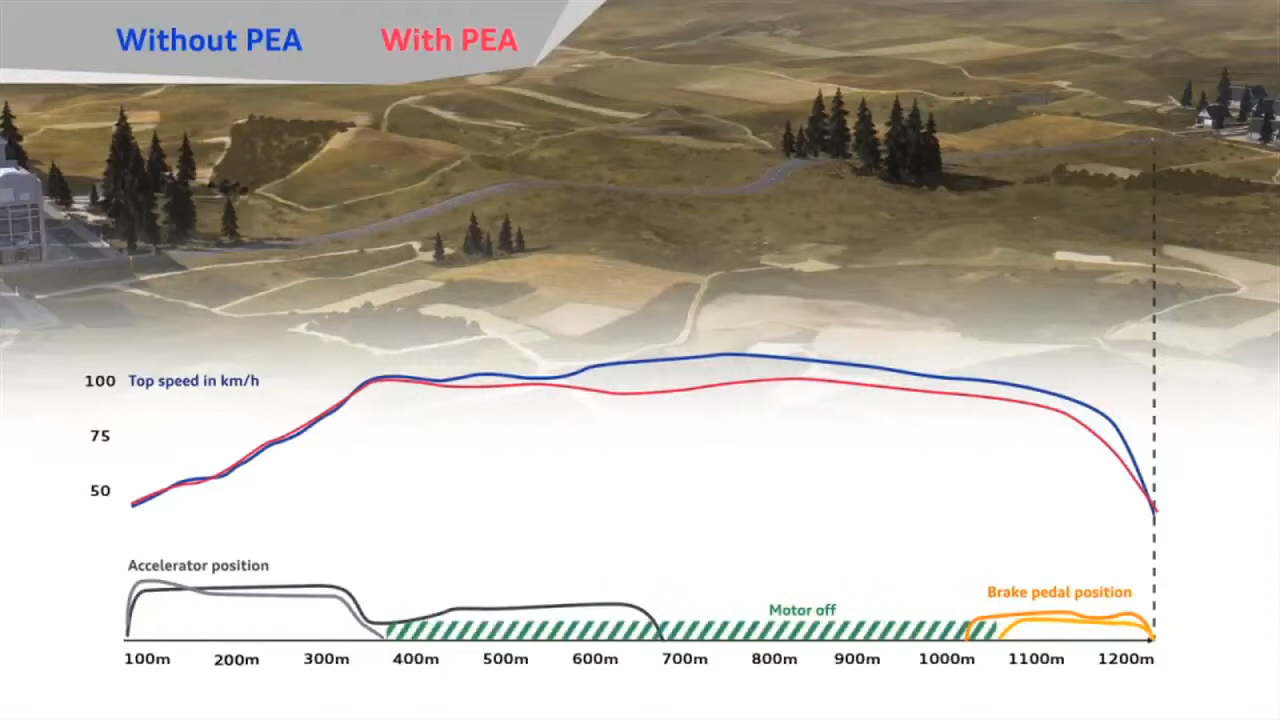 Without PEA With PEA
100 Top speed in km/h
75
50
Accelerator position
Brake pedal position
Motor off
100m 200m 300m 400m 500m 600m 700m 800m 900m 1000m 1100m 1200m